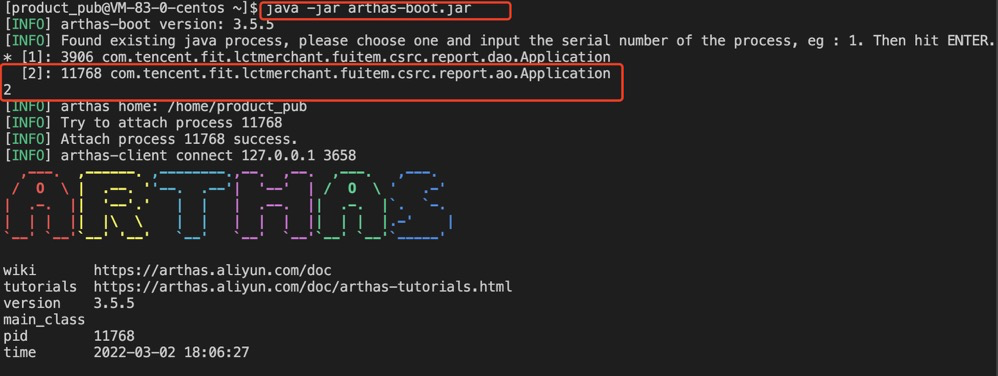 [product_pub@VM-83-0-centos ~]$ java -jar arthas-boot.jar
[INFO] arthas-boot version: 3.5.5
[INFO] Found existing java process, please choose one and input the serial number of the process, eg : 1. Then hit ENTER.
* [1]: 3906 com.tencent.fit.lctmerchant.fuitem.csrc.report.dao.Application
  [2]: 11768 com.tencent.fit.lctmerchant.fuitem.csrc.report.ao.Application
2
[INFO] arthas home: /home/product_pub
[INFO] Try to attach process 11768
[INFO] Attach process 11768 success.
[INFO] arthas-client connect 127.0.0.1 3658
ARTHAS
wiki https://arthas.aliyun.com/doc
tutorials https://arthas.aliyun.com/doc/arthas-tutorials.html
version 3.5.5
main_class
pid 11768
time 2022-03-02 18:06:27